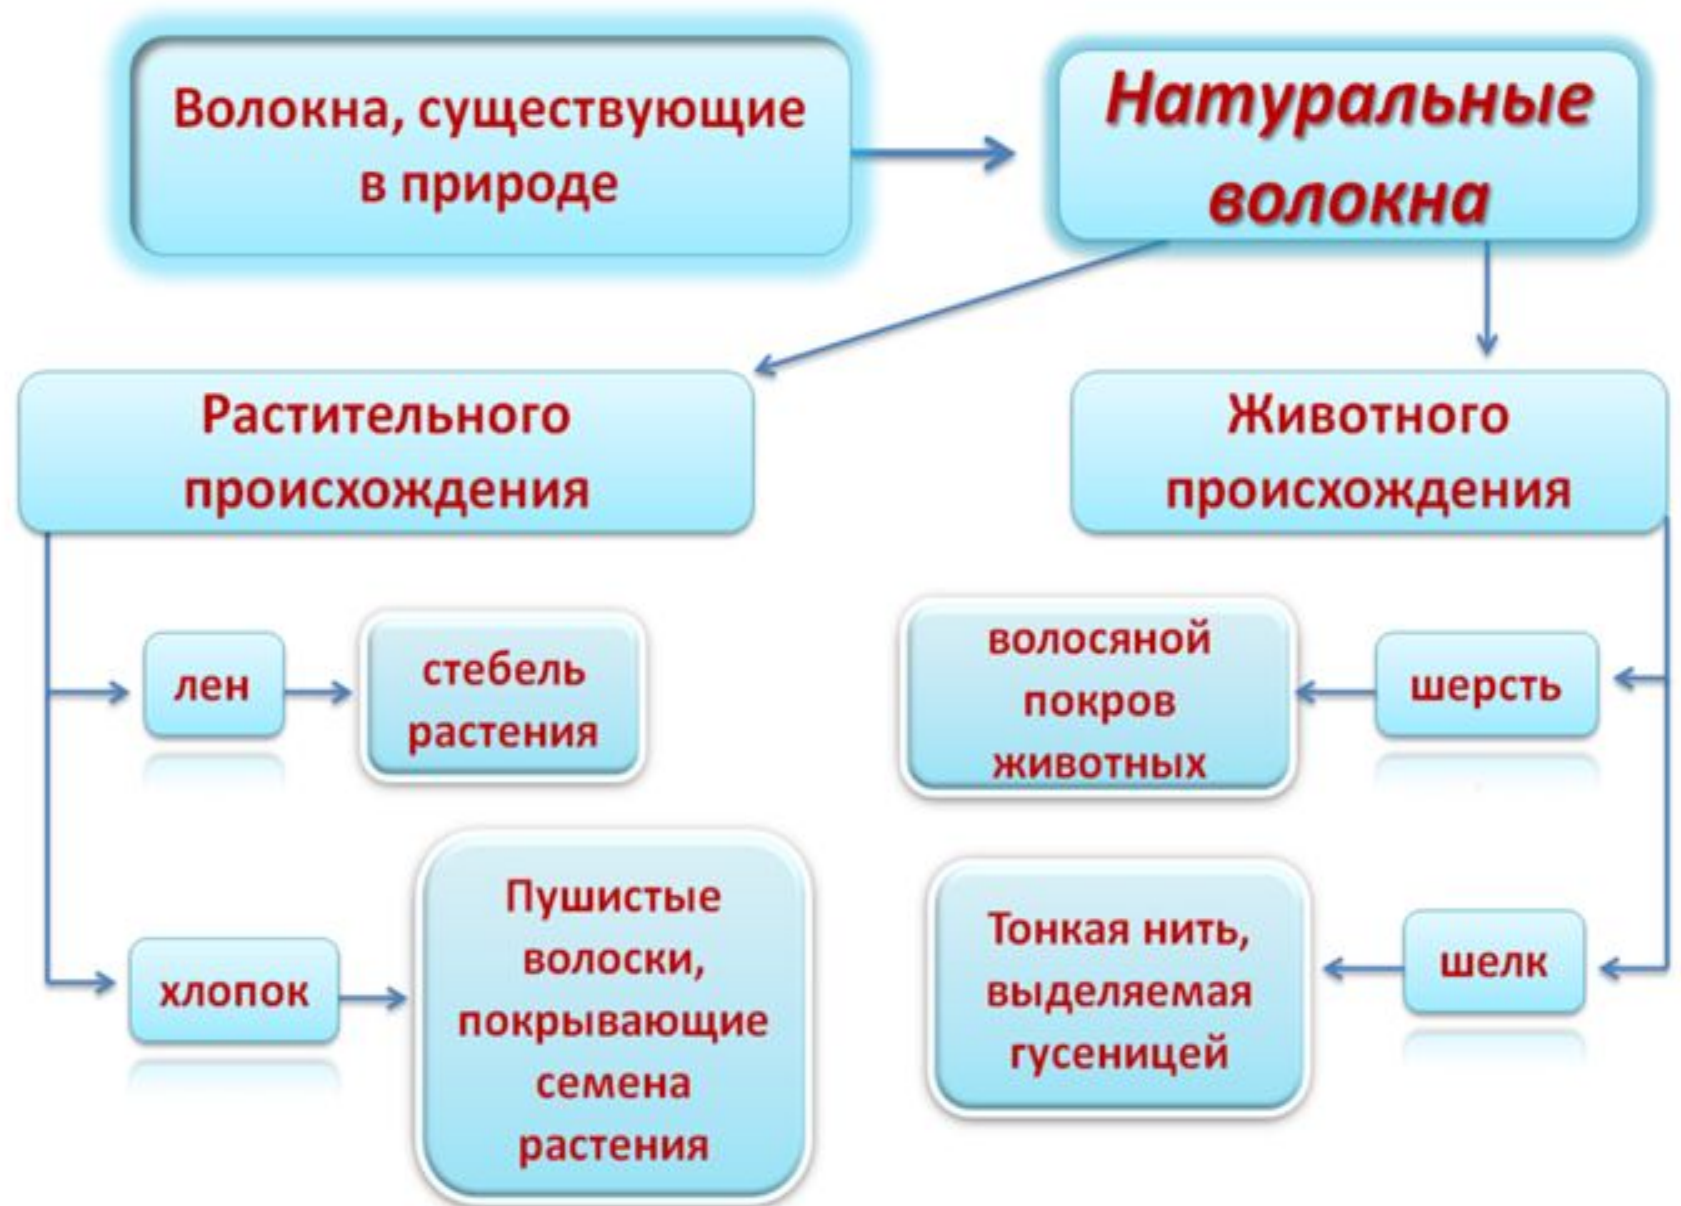 Волокна, существующие
в природе
Натуральные
волокна
Растительного
происхождения
Животного
происхождения
лен
стебель
растения
волосяной
покров
животных
шерсть
хлопок
Пушистые
волоски,
покрывающие
семена
растения
Тонкая нить,
выделяемая
гусеницей
шелк